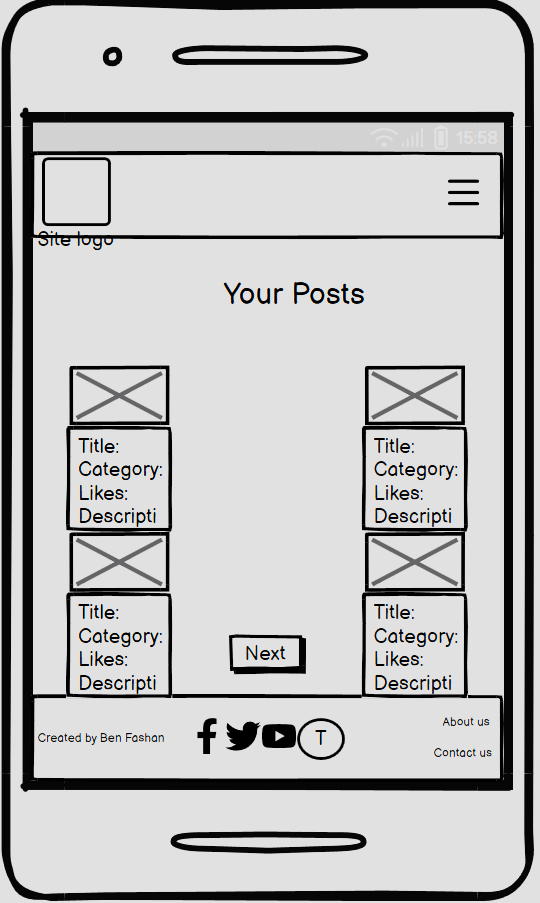 15:58
Site logo
Your Posts
Title:
Category:
Likes:
Descripti
Title:
Category:
Likes:
Descripti
Title:
Category:
Likes:
Descripti
Title:
Category:
Likes:
Descripti
Next
Created by Ben Fashan
T
About us
Contact us